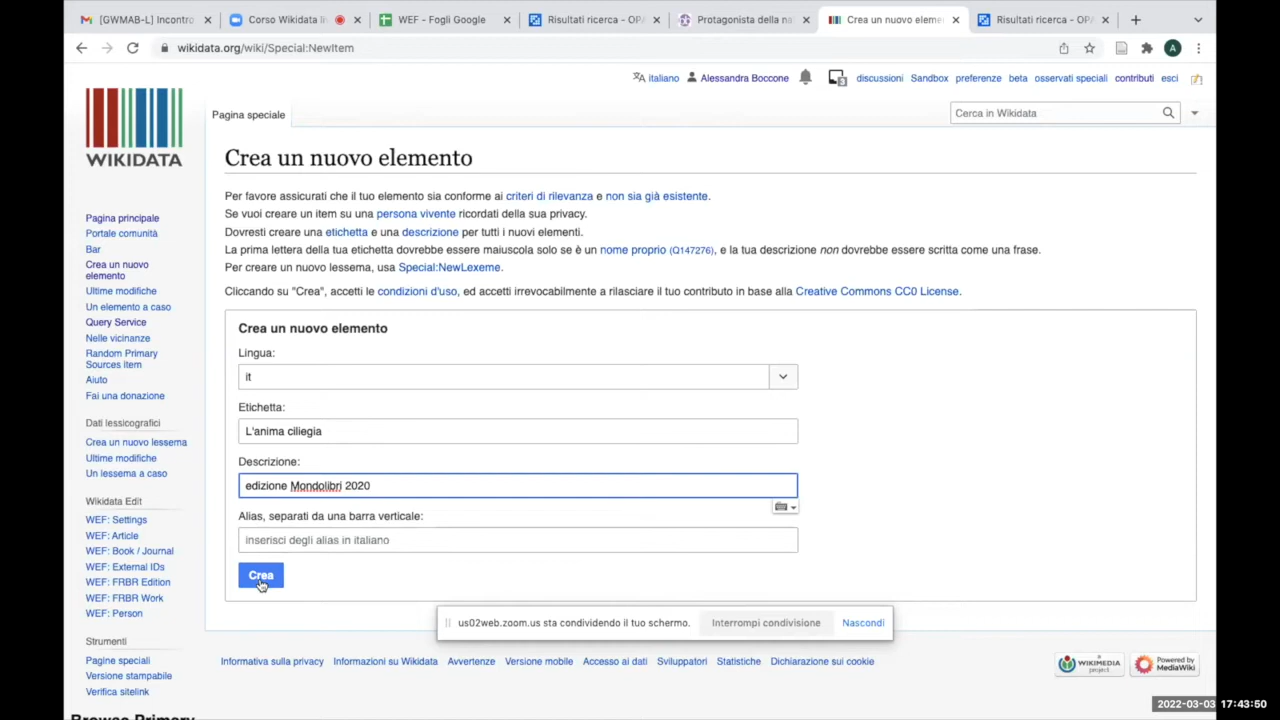 [GWMAB-L] Incontro
Corso Wikidata
WEF - Fogli Google
Risultati ricerca - OPA
Protagonista della na
Crea un nuovo eleme
Risultati ricerca - OPA
wikidata.org/wiki/Special:NewItem
italiano
Alessandra Boccone
discussioni
Sandbox
preferenze
beta
osservati speciali
contributi
esci
WIKIDATA
Pagina speciale
Cerca in Wikidata
Crea un nuovo elemento
Per favore assicurati che il tuo elemento sia conforme ai criteri di rilevanza e non sia già esistente.
Se vuoi creare un item su una persona vivente ricordati della sua privacy.
Dovresti creare una etichetta e una descrizione per tutti i nuovi elementi.
La prima lettera della tua etichetta dovrebbe essere maiuscola solo se è un nome proprio (Q147276), e la tua descrizione non dovrebbe essere scritta come una frase.
Per creare un nuovo lessema, usa Special:NewLexeme.
Cliccando su "Crea", accetti le condizioni d'uso, ed accetti irrevocabilmente a rilasciare il tuo contributo in base alla Creative Commons CC0 License.
Crea un nuovo elemento
Lingua:
it
Etichetta:
L'anima ciliegia
Descrizione:
edizione Mondolibri 2020
Alias, separati da una barra verticale:
inserisci degli alias in italiano
Crea
Pagina principale
Portale comunità
Bar
Crea un nuovo
elemento
Ultime modifiche
Un elemento a caso
Query Service
Nelle vicinanze
Random Primary
Sources item
Aiuto
Fai una donazione
Dati lessicografici
Crea un nuovo lessema
Ultime modifiche
Un lessema a caso
Wikidata Edit
WEF: Settings
WEF: Article
WEF: Book / Journal
WEF: External IDs
WEF: FRBR Edition
WEF: FRBR Work
WEF: Person
Strumenti
Pagine speciali
Versione stampabile
Verifica sitelink
Browse Primary
us02web.zoom.us sta condividendo il tuo schermo.
Interrompi condivisione
Nascondi
Informativa sulla privacy
Informazioni su Wikidata
Avvertenze
Versione mobile
Accesso ai dati
Sviluppatori
Statistiche
Dichiarazione sui cookie
A
WIKIMEDIA
project
Powered by
MediaWiki
2022-03-03 17:43:50